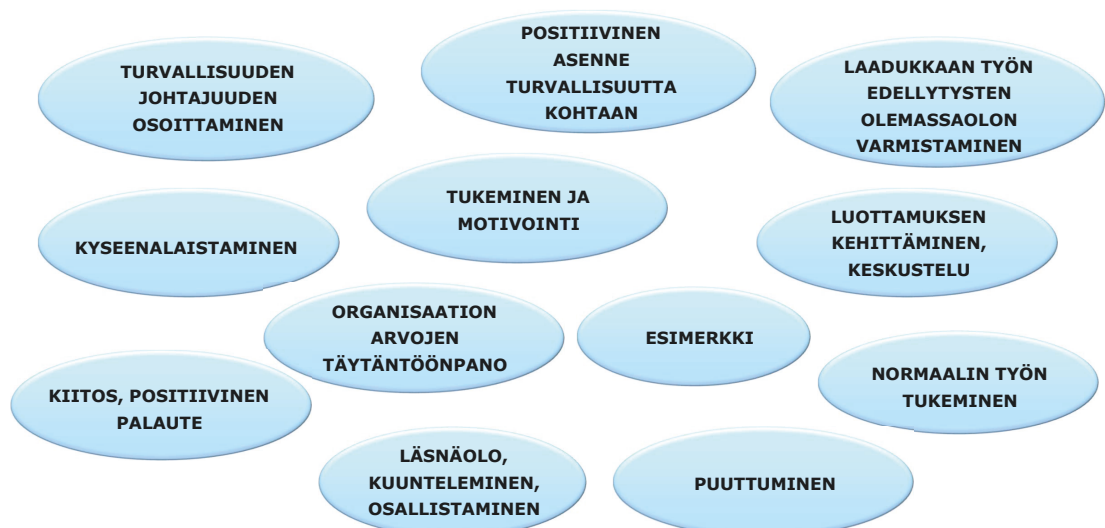 TURVALLISUUDEN
JOHTAJUUDEN
OSOITTAMINEN
POSITIIVINEN
ASENNE
TURVALLISUUTTA
KOHTAAN
LAADUKKAAN TYÖN
EDELLYTYSTEN
OLEMASSAOLON
VARMISTAMINEN
KYSEENALAISTAMINEN
TUKEMINEN JA
MOTIVOINTI
LUOTTAMUKSEN
KEHITTÄMINEN,
KESKUSTELU
ORGANISAATION
ARVOJEN
TÄYTÄNTÖÖNPANO
ESIMERKKI
KIITOS, POSITIIVINEN
PALAUTE
NORMAALIN TYÖN
TUKEMINEN
LÄSNÄOLO,
KUUNTELEMINEN,
OSALLISTAMINEN
PUUTTUMINEN